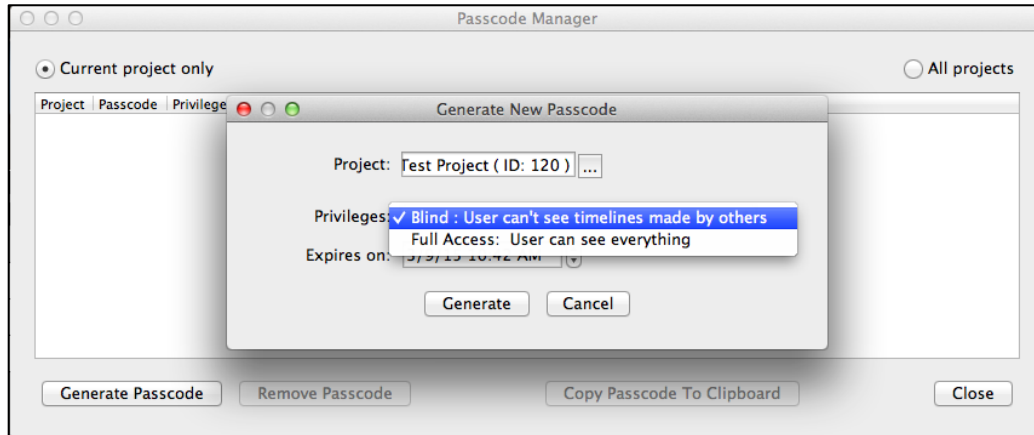 Passcode Manager
Current project only
All projects
Project Passcode Privilege
Generate New Passcode
Project: Test Project ( ID: 120 ) ...
Privileges: ✓ Blind : User can't see timelines made by others
Full Access: User can see everything
Expires on:
Generate Cancel
Generate Passcode Remove Passcode Copy Passcode To Clipboard Close